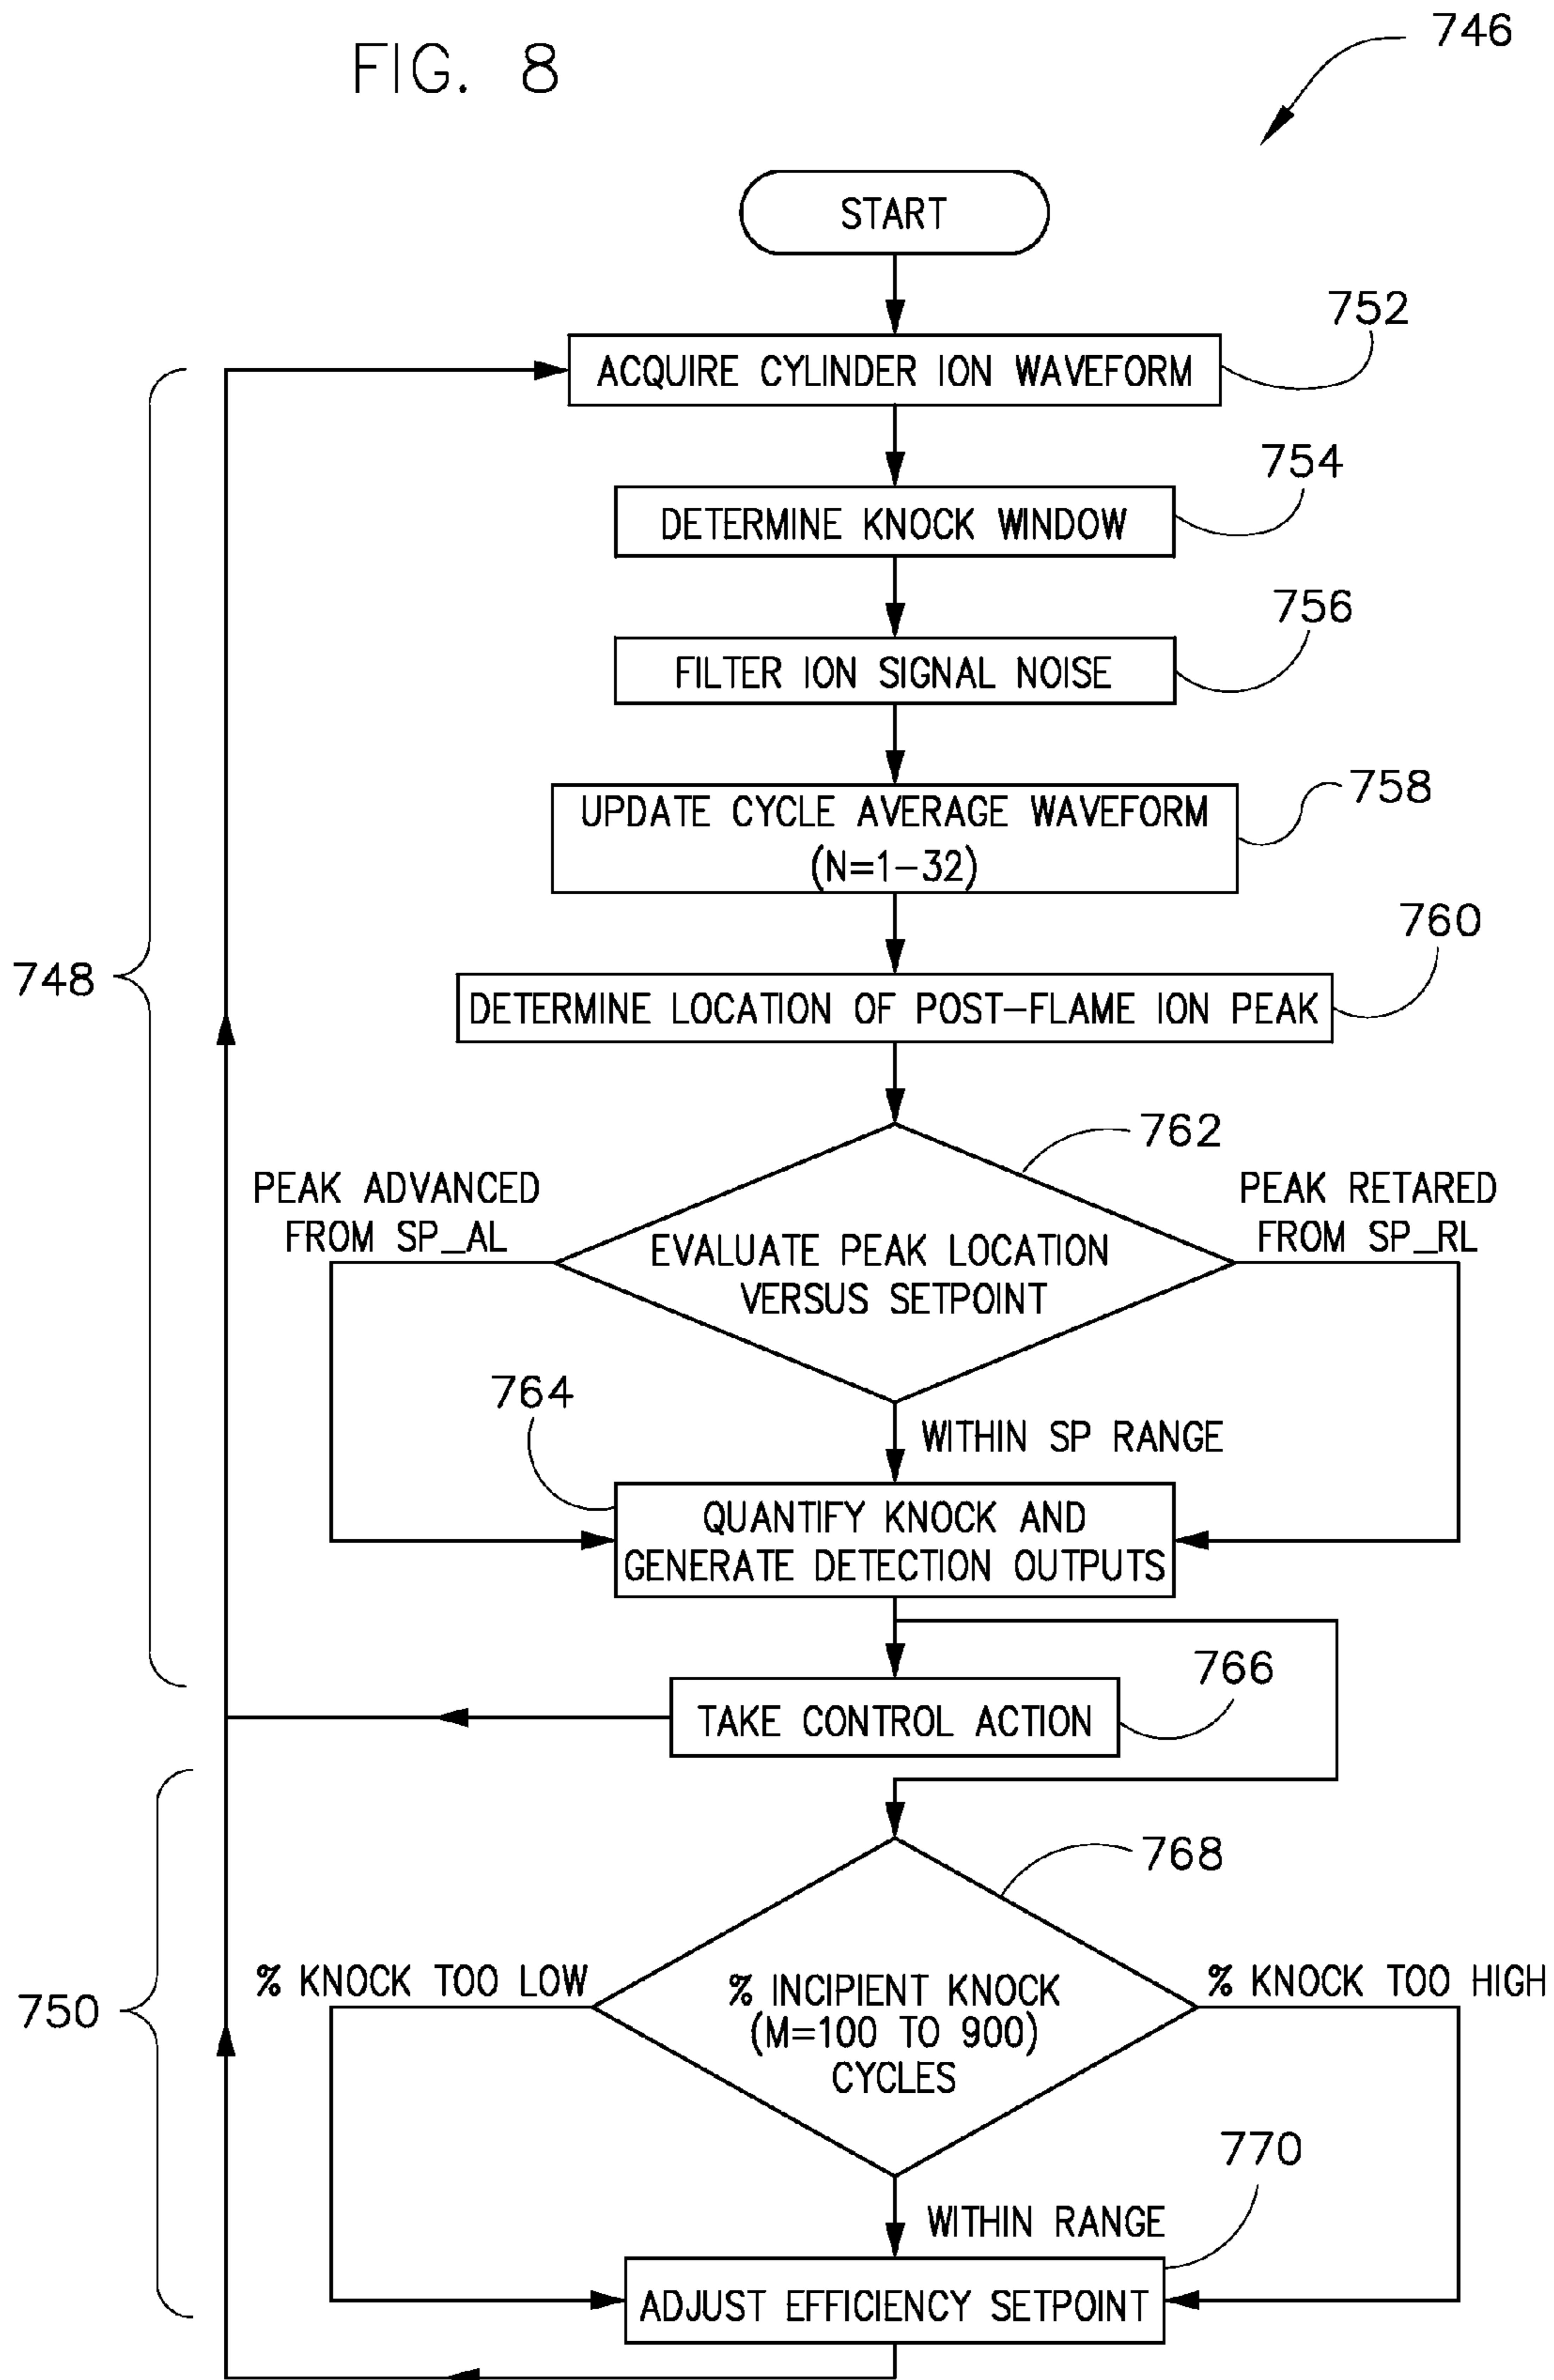 FIG. 8
746
START
752
ACQUIRE CYLINDER ION WAVEFORM
754
DETERMINE KNOCK WINDOW
756
FILTER ION SIGNAL NOISE
758
UPDATE CYCLE AVERAGE WAVEFORM
(N=1-32)
760
748
DETERMINE LOCATION OF POST-FLAME ION PEAK
762
PEAK ADVANCED
FROM SP_AL
PEAK RETARED
FROM SP_RL
EVALUATE PEAK LOCATION
VERSUS SETPOINT
764
WITHIN SP RANGE
QUANTIFY KNOCK AND
GENERATE DETECTION OUTPUTS
766
TAKE CONTROL ACTION
768
750
% KNOCK TOO LOW
% INCIPIENT KNOCK
(M=100 TO 900)
CYCLES
% KNOCK TOO HIGH
770
WITHIN RANGE
ADJUST EFFICIENCY SETPOINT